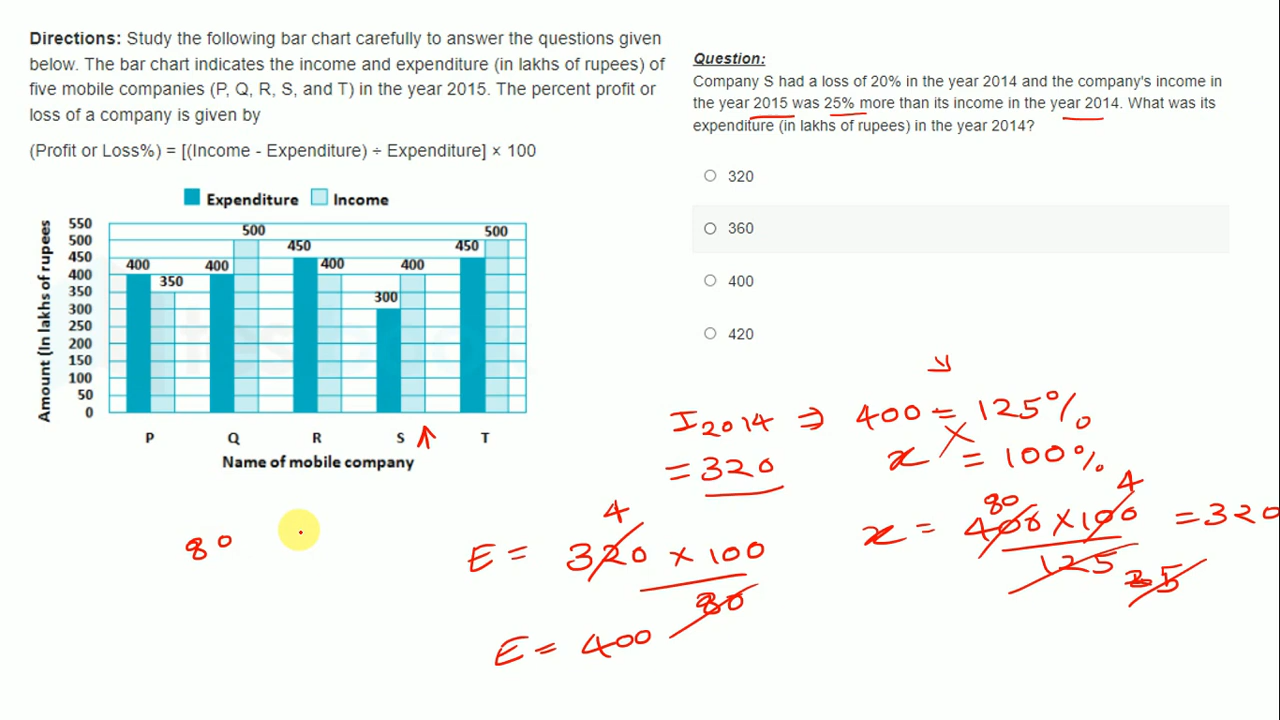 Directions: Study the following bar chart carefully to answer the questions given
below. The bar chart indicates the income and expenditure (in lakhs of rupees) of
five mobile companies (P, Q, R, S, and T) in the year 2015. The percent profit or
loss of a company is given by
(Profit or Loss%) = [(Income - Expenditure) ÷ Expenditure] × 100
Expenditure Income
Amount (In lakhs of rupees
550
500
450
400
350
300
250
200
150
100
50
0
400
350
400
500
450
400
300
400
450
500
P Q R S T
Name of mobile company
Question:
Company S had a loss of 20% in the year 2014 and the company's income in
the year 2015 was 25% more than its income in the year 2014. What was its
expenditure (in lakhs of rupees) in the year 2014?
320
360
400
420
I2014 ⇒ 400 = 125%
= 320
x = 100%
x = 400 × 100 = 320
125
80
4
25
E = 320 × 100
80
4
E = 400
80